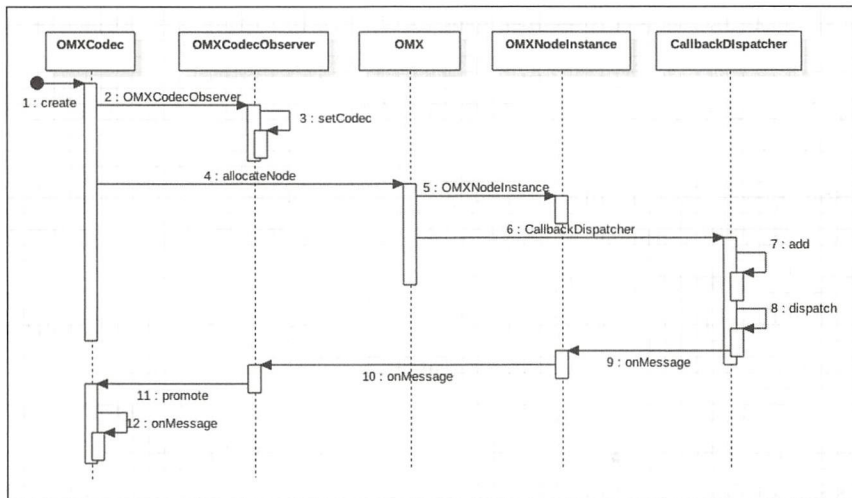 OMXCodec
OMXCodecObserver
OMX
OMXNodeInstance
CallbackDIspatcher
1 : create
2 : OMXCodecObserver
3 : setCodec
4 : allocateNode
5 : OMXNodeInstance
6 : CallbackDispatcher
7 : add
8 : dispatch
9 : onMessage
10 : onMessage
11 : promote
12 : onMessage